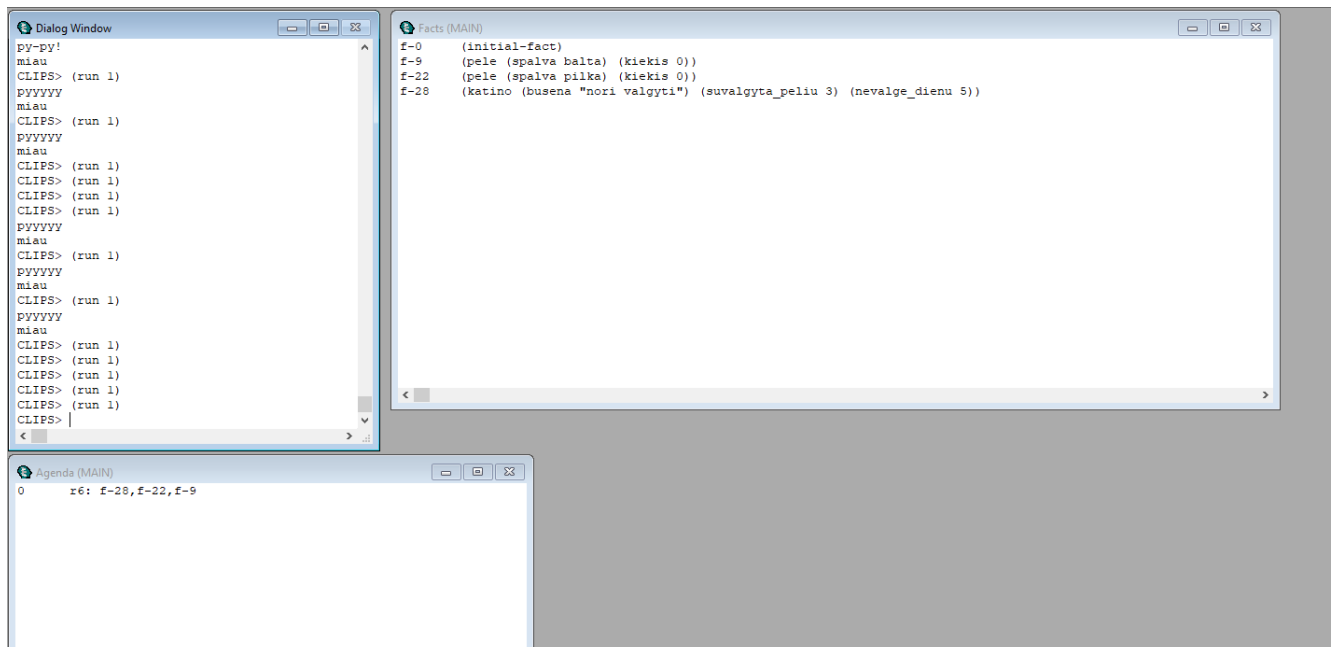 Dialog Window
py-py!
miau
CLIPS> (run 1)
pyyyyy
miau
CLIPS> (run 1)
pyyyyy
miau
CLIPS> (run 1)
CLIPS> (run 1)
CLIPS> (run 1)
CLIPS> (run 1)
pyyyyy
miau
CLIPS> (run 1)
pyyyyy
miau
CLIPS> (run 1)
pyyyyy
miau
CLIPS> (run 1)
CLIPS> (run 1)
CLIPS> (run 1)
CLIPS> (run 1)
CLIPS> (run 1)
CLIPS>
Facts (MAIN)
f-0 (initial-fact)
f-9 (pele (spalva balta) (kiekis 0))
f-22 (pele (spalva pilka) (kiekis 0))
f-28 (katino (busena "nori valgyti") (suvalgyta_peliu 3) (nevalge_dienu 5))
Agenda (MAIN)
0 r6: f-28,f-22,f-9